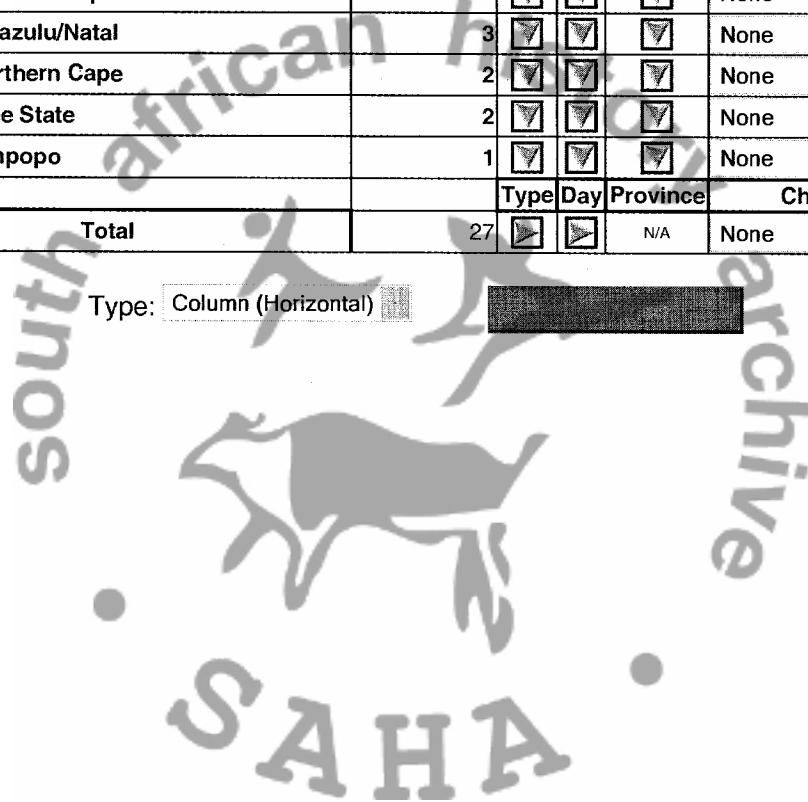 azulu/Natal 3 None
rthern Cape 2 None
e State 2 None
npopo 1 None
Type Day Province Ch
Total 27 N/A None
Type: Column (Horizontal)
south african history archive
SAHA